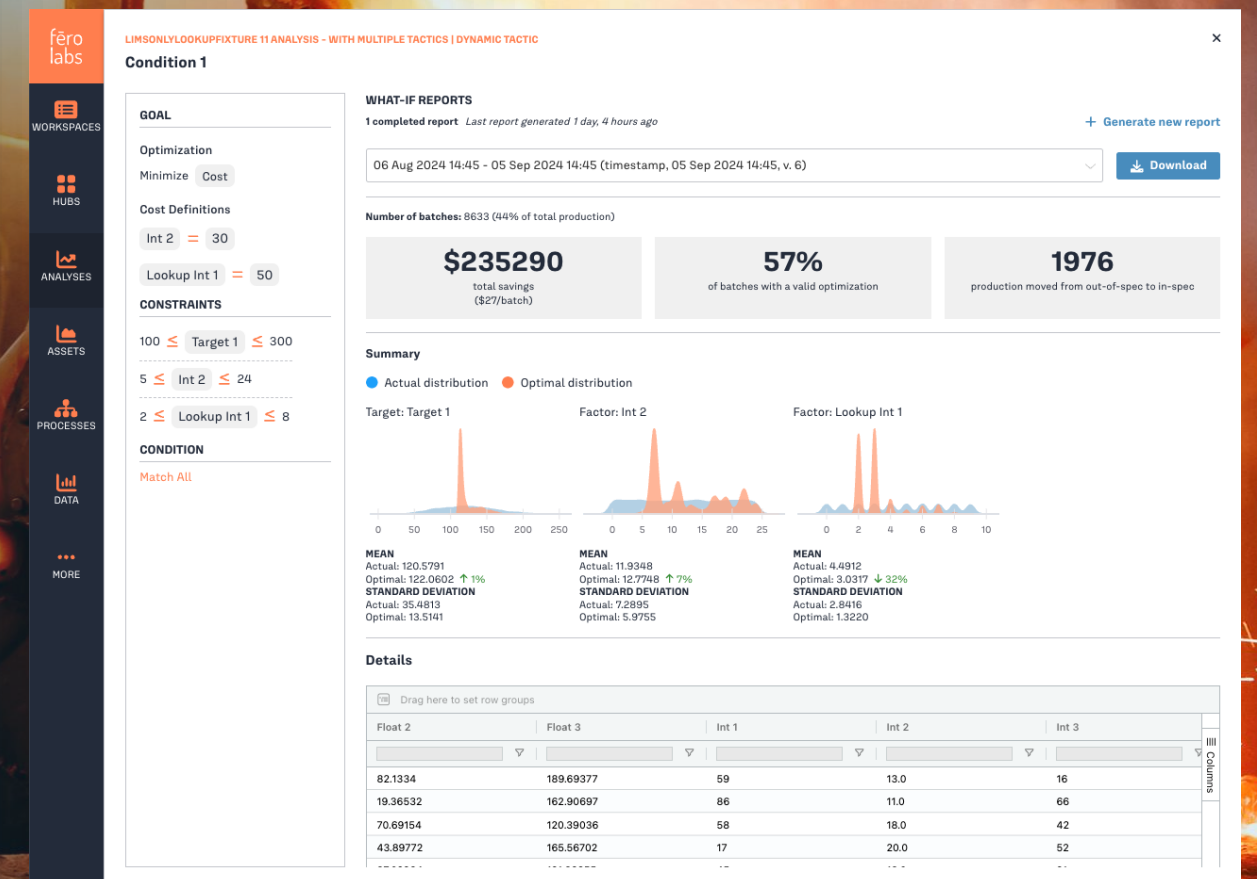 fēro
labs
WORKSPACES
HUBS
ANALYSES
ASSETS
PROCESSES
DATA
MORE
LIMSONLYLOOKUPFIXTURE 11 ANALYSIS - WITH MULTIPLE TACTICS | DYNAMIC TACTIC
Condition 1
GOAL
Optimization
Minimize Cost
Cost Definitions
Int 2 = 30
Lookup Int 1 = 50
CONSTRAINTS
100 ≤ Target 1 ≤ 300
5 ≤ Int 2 ≤ 24
2 ≤ Lookup Int 1 ≤ 8
CONDITION
Match All
WHAT-IF REPORTS
1 completed report Last report generated 1 day, 4 hours ago
+ Generate new report
06 Aug 2024 14:45 - 05 Sep 2024 14:45 (timestamp, 05 Sep 2024 14:45, v. 6)
Download
Number of batches: 8633 (44% of total production)
$235290
total savings
($27/batch)
57%
of batches with a valid optimization
1976
production moved from out-of-spec to in-spec
Summary
Actual distribution Optimal distribution
Target: Target 1
0 50 100 150 200 250
MEAN
Actual: 120.5791
Optimal: 122.0602 ↑ 1%
STANDARD DEVIATION
Actual: 35.4813
Optimal: 13.5141
Factor: Int 2
0 5 10 15 20 25
MEAN
Actual: 11.9348
Optimal: 12.7748 ↑ 7%
STANDARD DEVIATION
Actual: 7.2895
Optimal: 5.9755
Factor: Lookup Int 1
0 2 4 6 8 10
MEAN
Actual: 4.4912
Optimal: 3.0317 ↓ 32%
STANDARD DEVIATION
Actual: 2.8416
Optimal: 1.3220
Details
Drag here to set row groups
Float 2 Float 3 Int 1 Int 2 Int 3
82.1334 189.69377 59 13.0 16
19.36532 162.90697 86 11.0 66
70.69154 120.39036 58 18.0 42
43.89772 165.56702 17 20.0 52
Columns